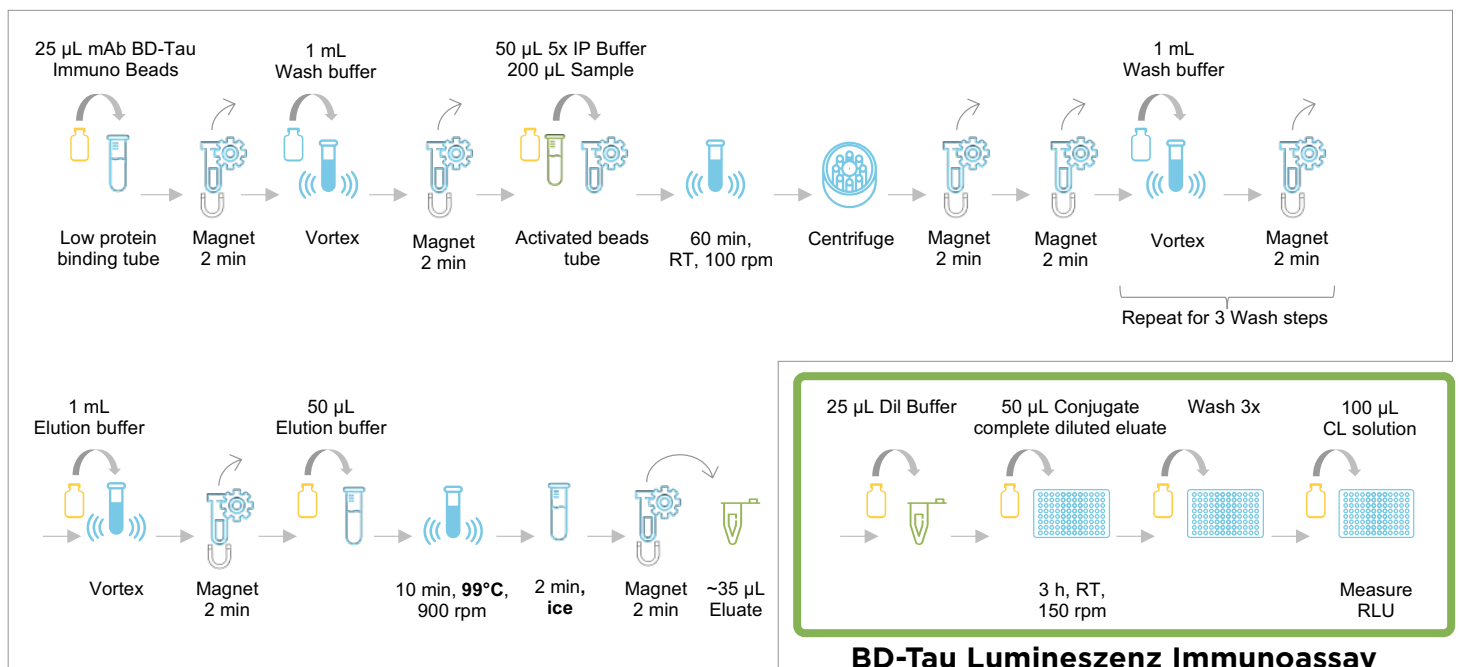 25 µL mAb BD-Tau
Immuno Beads
1 mL
Wash buffer
50 µL 5x IP Buffer
200 µL Sample
1 mL
Wash buffer
Low protein
binding tube
Magnet
2 min
Vortex
Magnet
2 min
Activated beads
tube
60 min,
RT, 100 rpm
Centrifuge
Magnet
2 min
Magnet
2 min
Vortex
Magnet
2 min
Repeat for 3 Wash steps
1 mL
Elution buffer
50 µL
Elution buffer
Vortex
Magnet
2 min
10 min, 99°C,
900 rpm
2 min,
ice
Magnet
2 min
~35 µL
Eluate
25 µL Dil Buffer
50 µL Conjugate
complete diluted eluate
Wash 3x
100 µL
CL solution
3 h, RT,
150 rpm
Measure
RLU
BD-Tau Lumineszenz Immunoassay